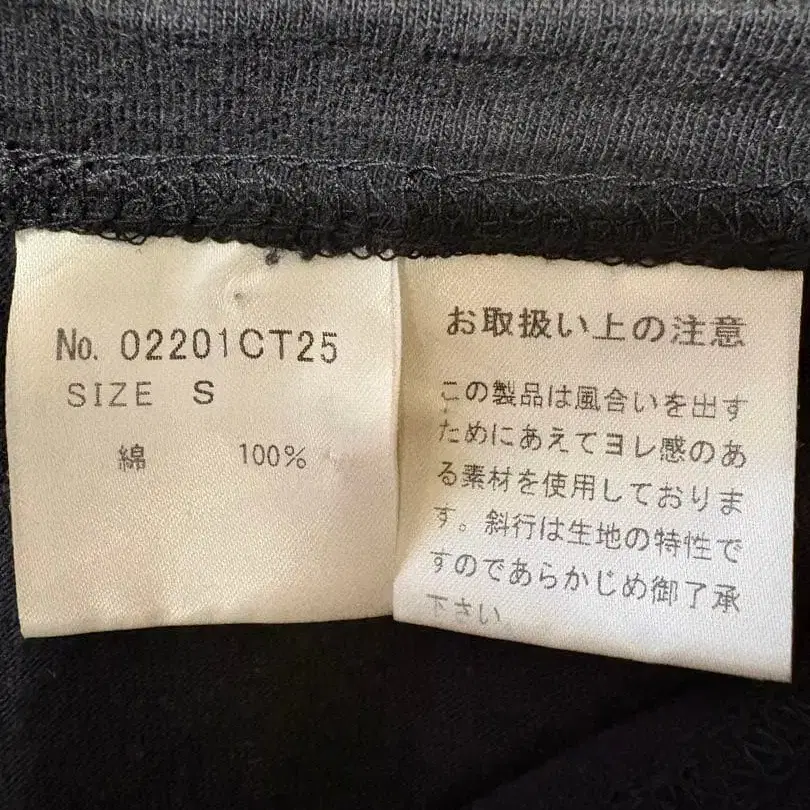 No. 02201CT25
SIZE S
綿 100%
お取扱い上の注意
この製品は風合いを出す
ためにあえてヨレ感のあ
る素材を使用しておりま
す。斜行は生地の特性で
すのであらかじめ御了承
下さい。